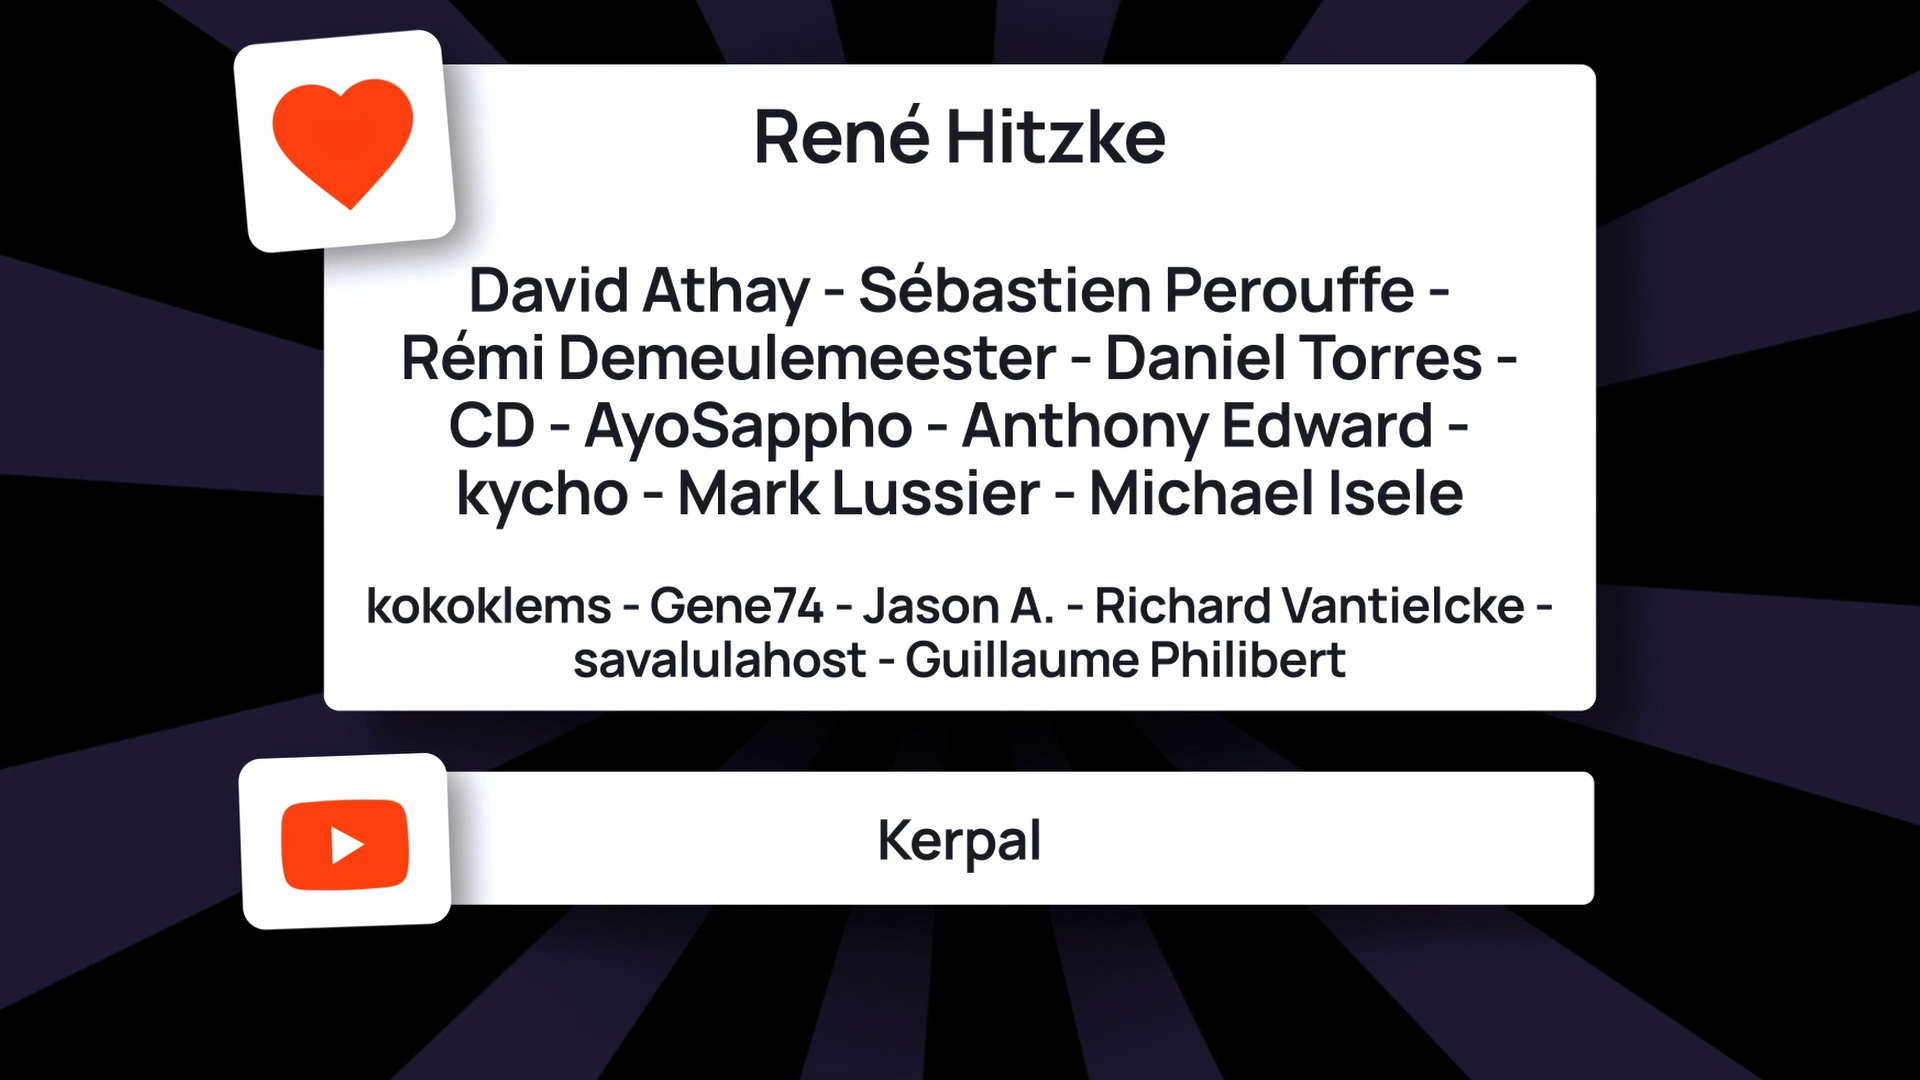 René Hitzke
David Athay - Sébastien Perouffe -
Rémi Demeulemeester - Daniel Torres -
CD - AyoSappho - Anthony Edward -
kycho - Mark Lussier - Michael Isele
kokoklems - Gene74 - Jason A. - Richard Vantielcke -
savalulahost - Guillaume Philibert
Kerpal